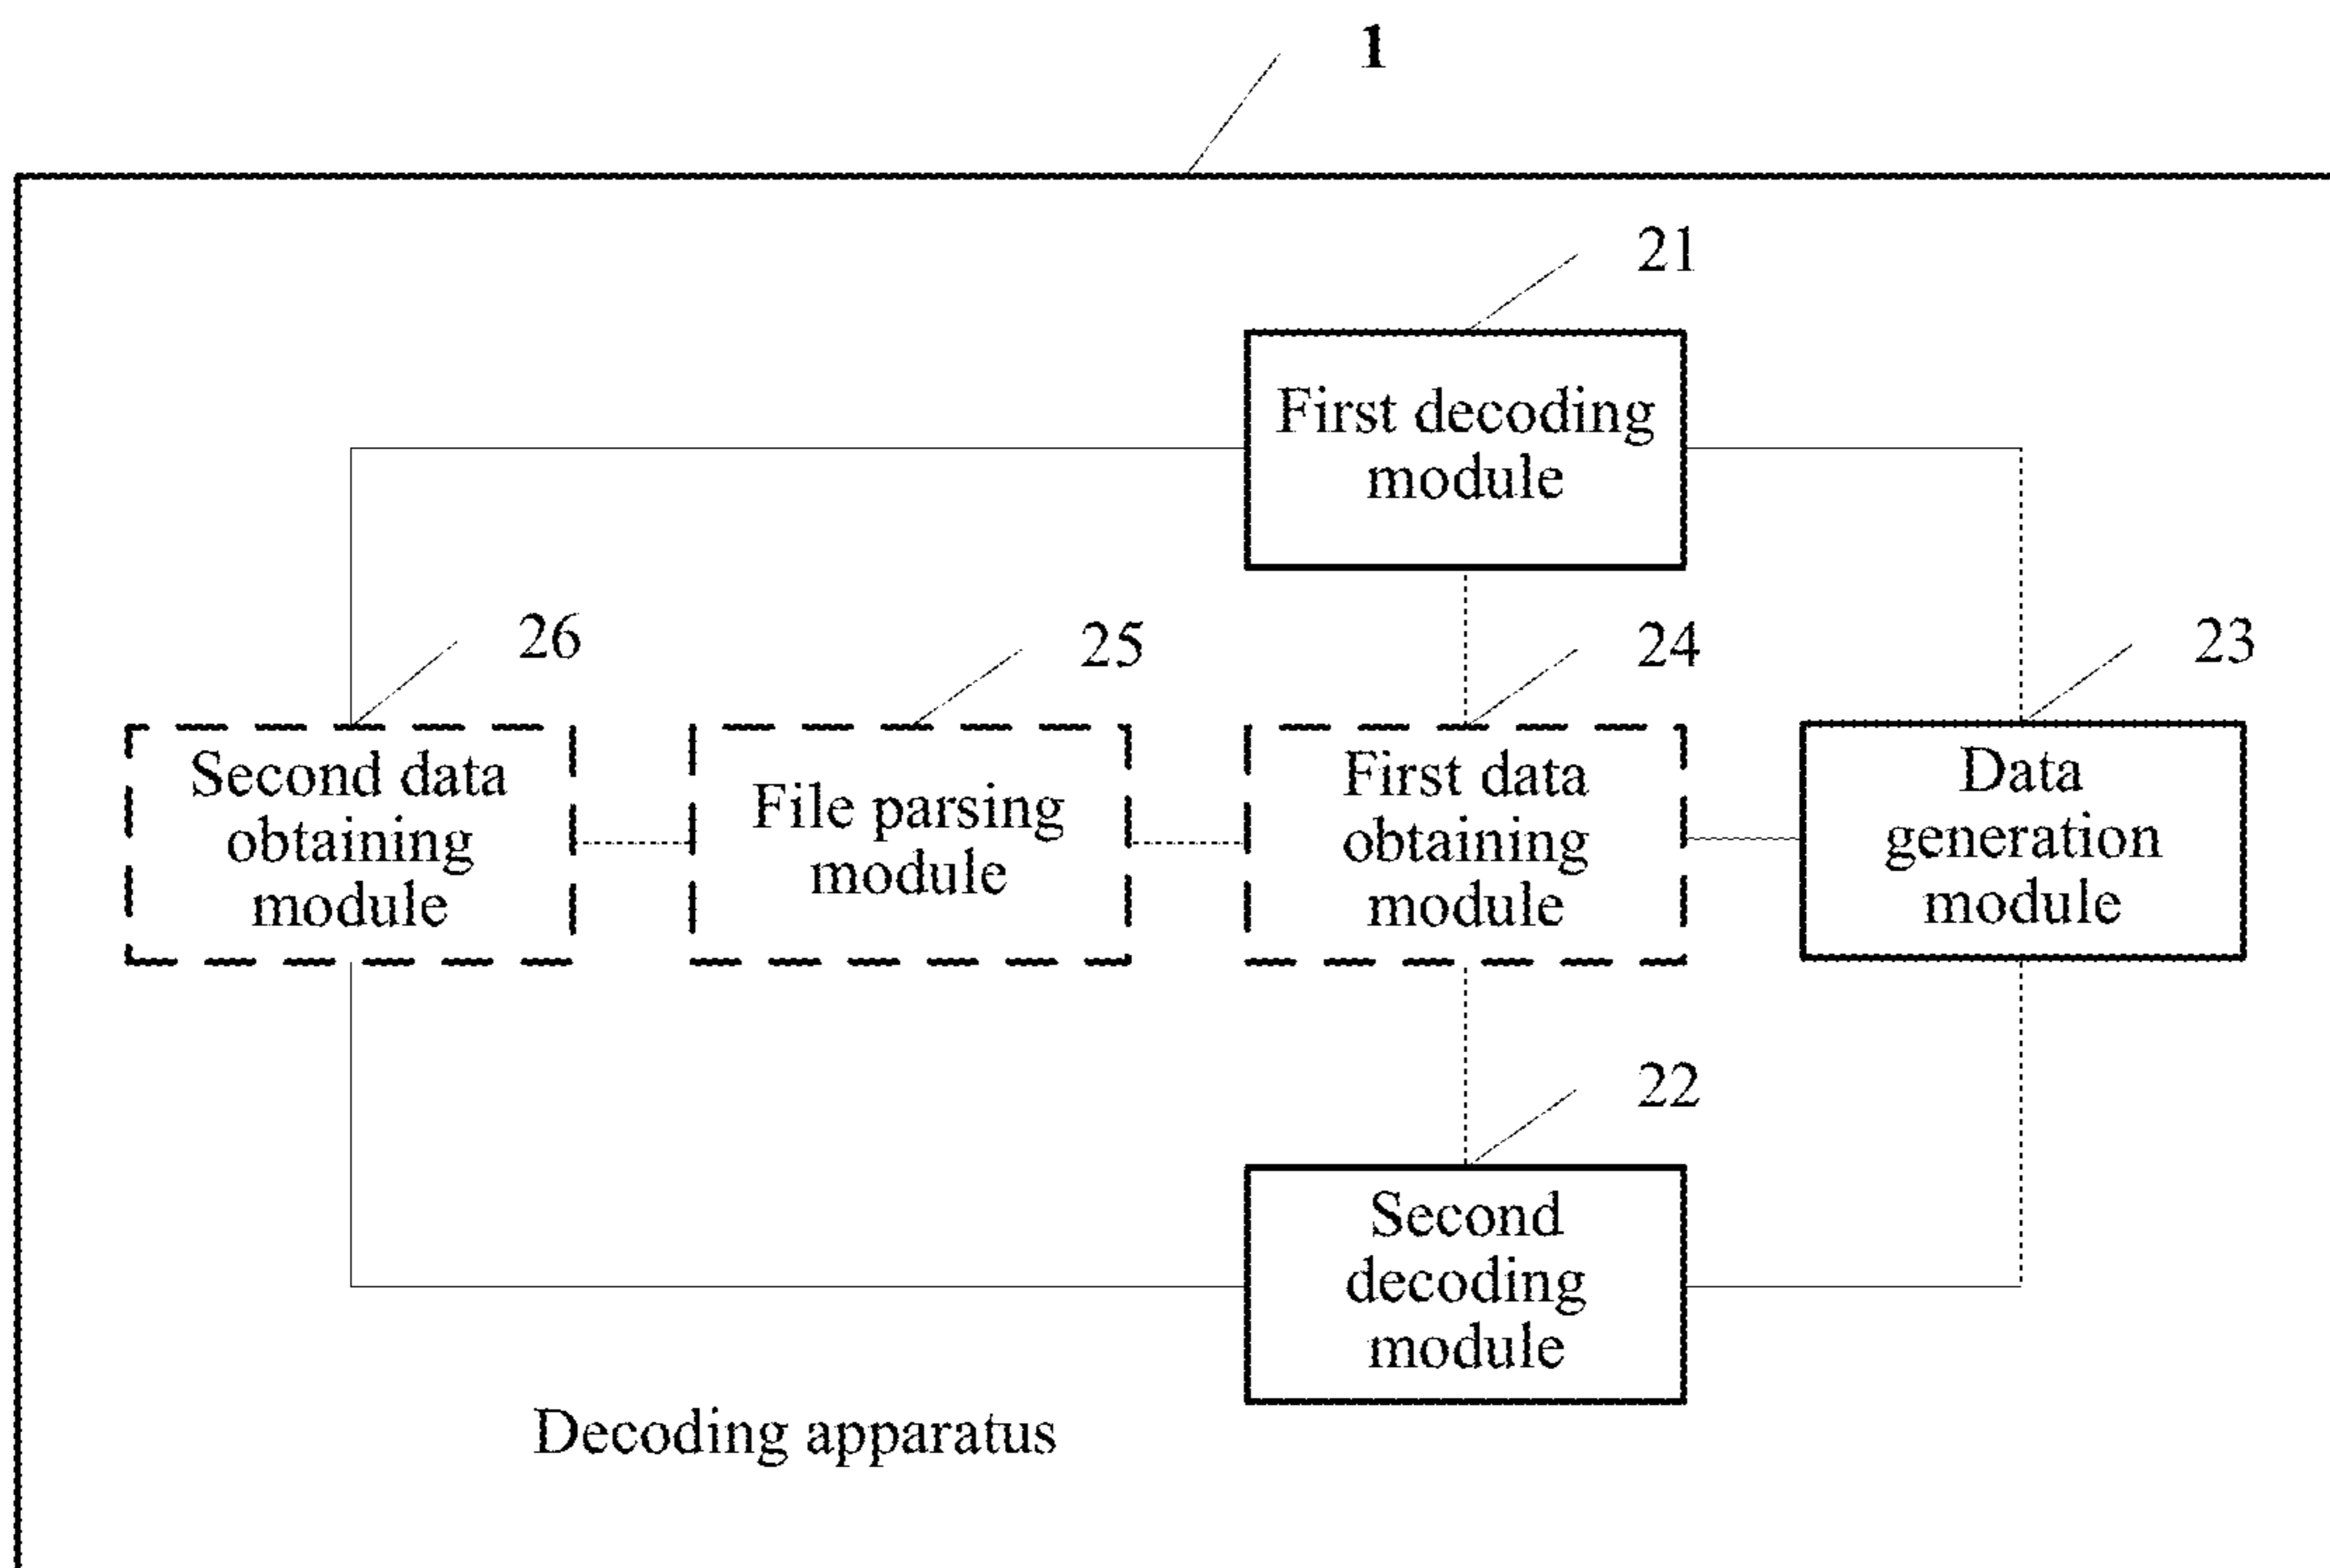 1
21
First decoding
module
26
25
24
23
Second data
obtaining
module
File parsing
module
First data
obtaining
module
Data
generation
module
22
Second
decoding
module
Decoding apparatus